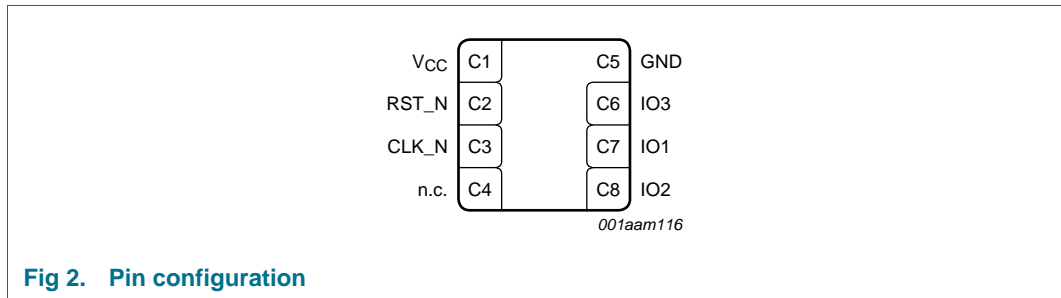 VCC C1 C5 GND
RST_N C2 C6 IO3
CLK_N C3 C7 IO1
n.c. C4 C8 IO2
001aam116
Fig 2. Pin configuration